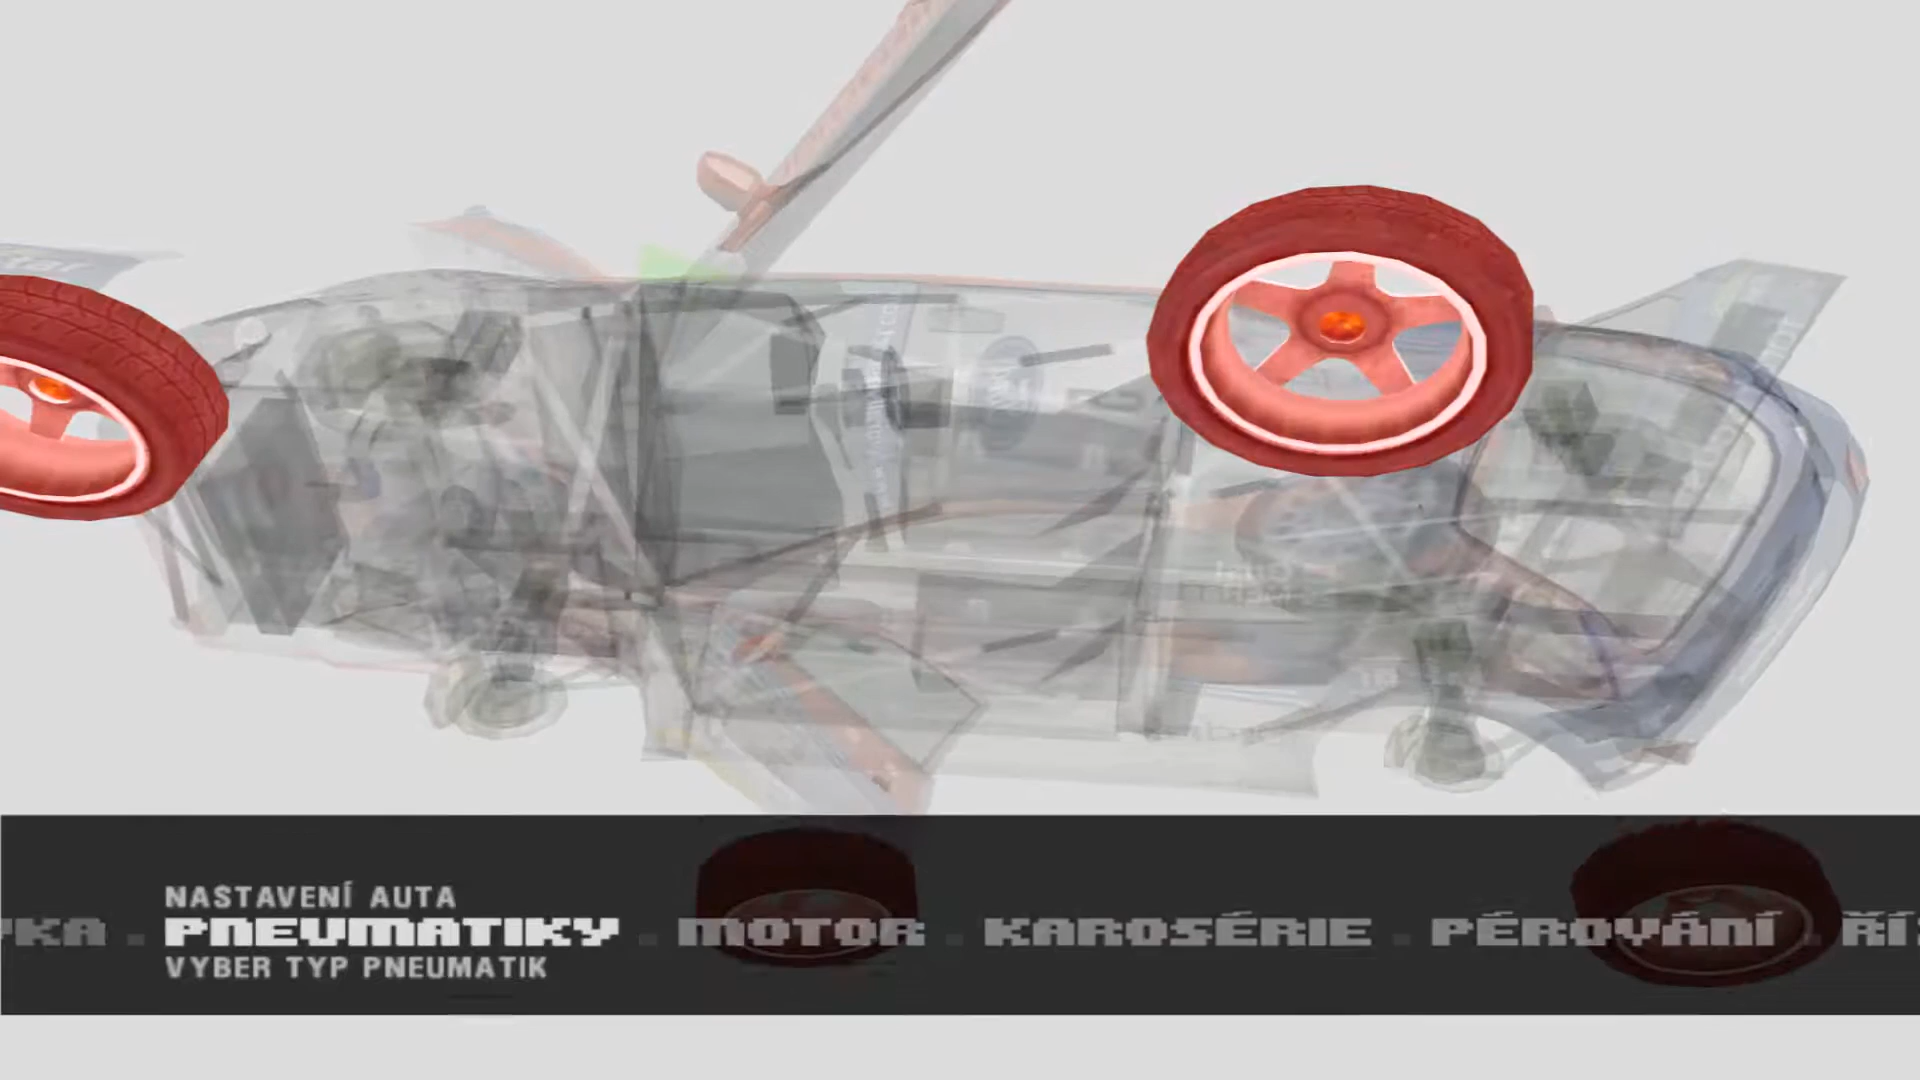 NASTAVENÍ AUTA
PNEUMATIKY . MOTOR . KAROSÉRIE . PÉROVÁNÍ .
VYBER TYP PNEUMATIK